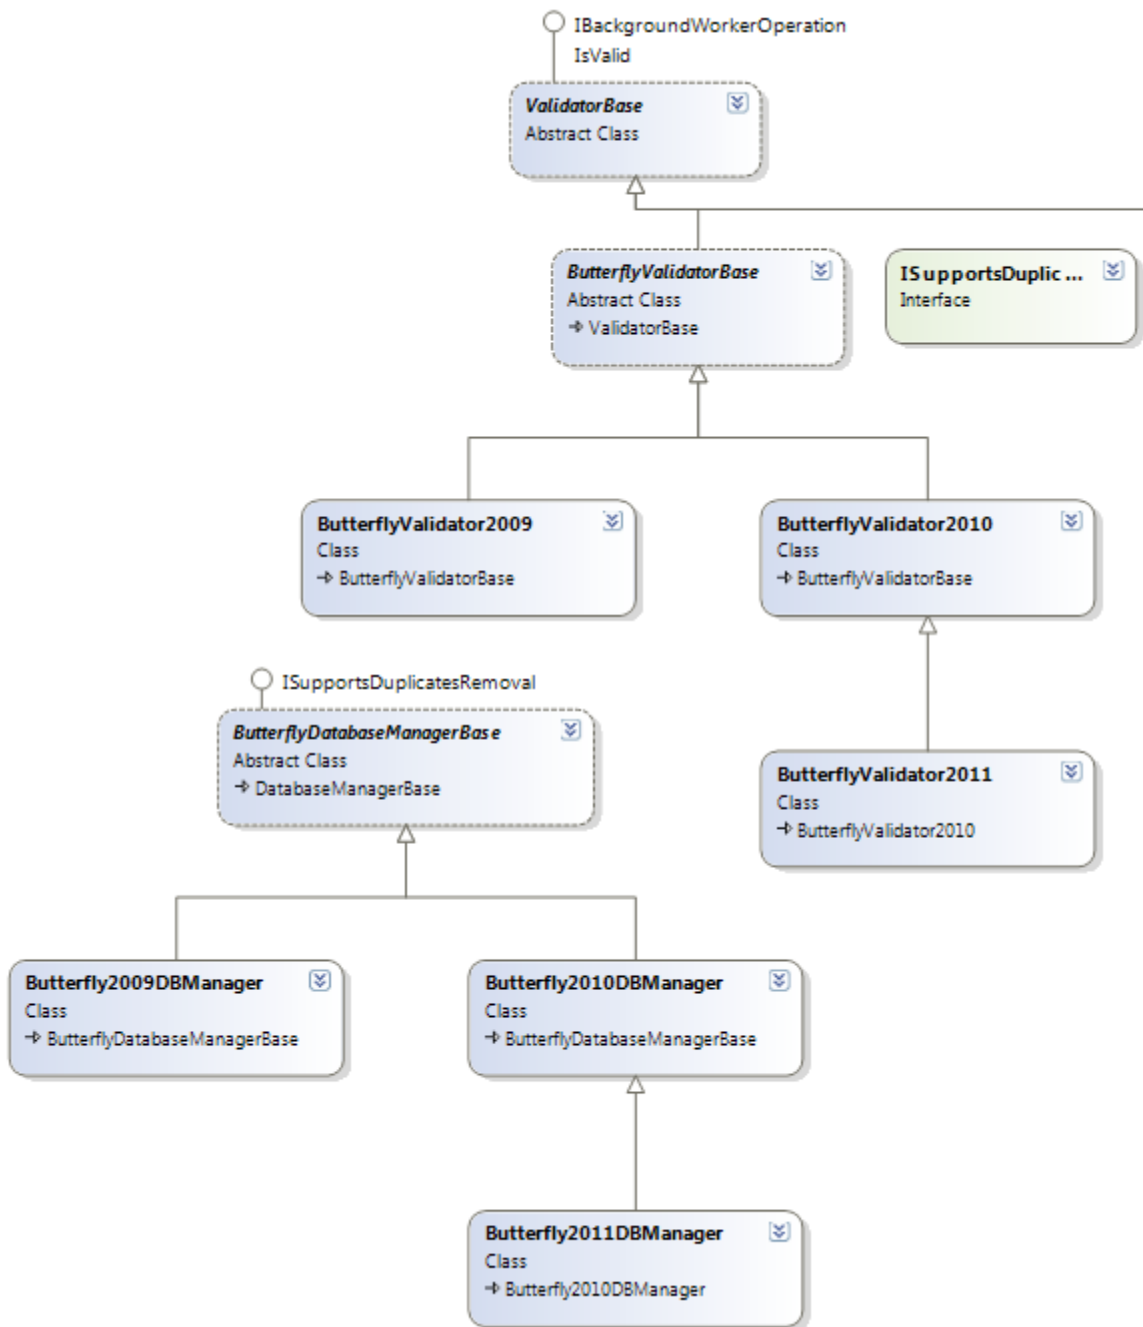 IBackgroundWorkerOperation
IsValid
ValidatorBase
Abstract Class
ButterflyValidatorBase
Abstract Class
ValidatorBase
ISupportsDuplic ...
Interface
ButterflyValidator2009
Class
ButterflyValidatorBase
ButterflyValidator2010
Class
ButterflyValidatorBase
ISupportsDuplicatesRemoval
ButterflyDatabaseManagerBase
Abstract Class
DatabaseManagerBase
ButterflyValidator2011
Class
ButterflyValidator2010
Butterfly2009DBManager
Class
ButterflyDatabaseManagerBase
Butterfly2010DBManager
Class
ButterflyDatabaseManagerBase
Butterfly2011DBManager
Class
Butterfly2010DBManager